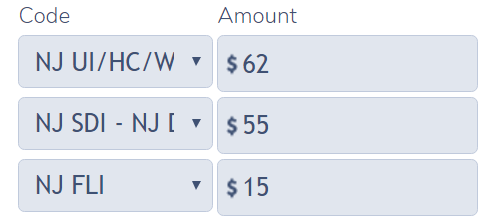 Code Amount
NJ UI/HC/W $ 62
NJ SDI - NJ $ 55
NJ FLI $ 15